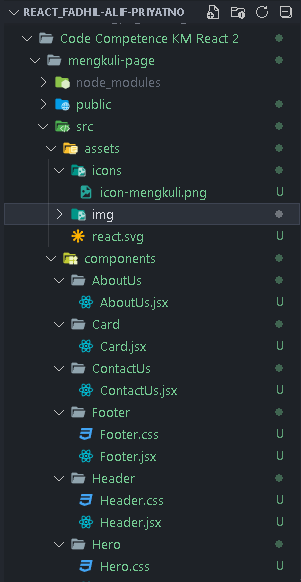 REACT_FADHIL-ALIF-PRIYATNO
Code Competence KM React 2
mengkuli-page
node_modules
public
src
assets
icons
icon-mengkuli.png U
img
react.svg U
components
AboutUs
AboutUs.jsx U
Card
Card.jsx U
ContactUs
ContactUs.jsx U
Footer
Footer.css U
Footer.jsx U
Header
Header.css U
Header.jsx U
Hero
Hero.css U